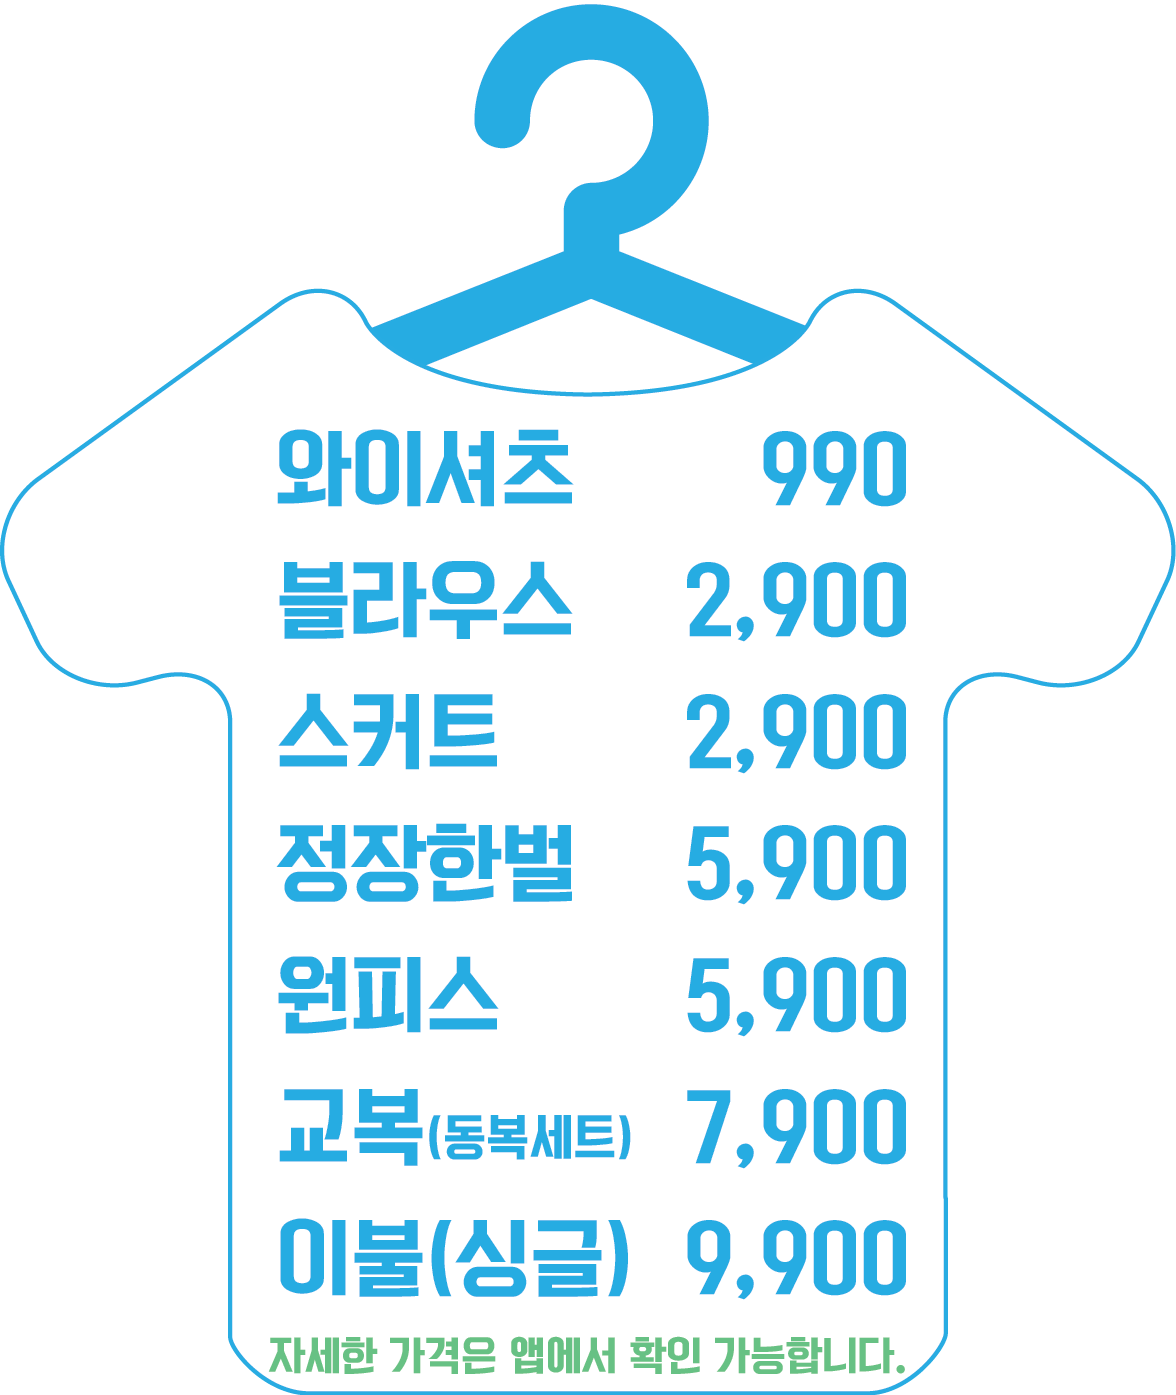 와이셔츠 990
블라우스 2,900
스커트 2,900
정장한벌 5,900
원피스 5,900
교복(동복세트) 7,900
이불(싱글) 9,900
자세한 가격은 앱에서 확인 가능합니다.